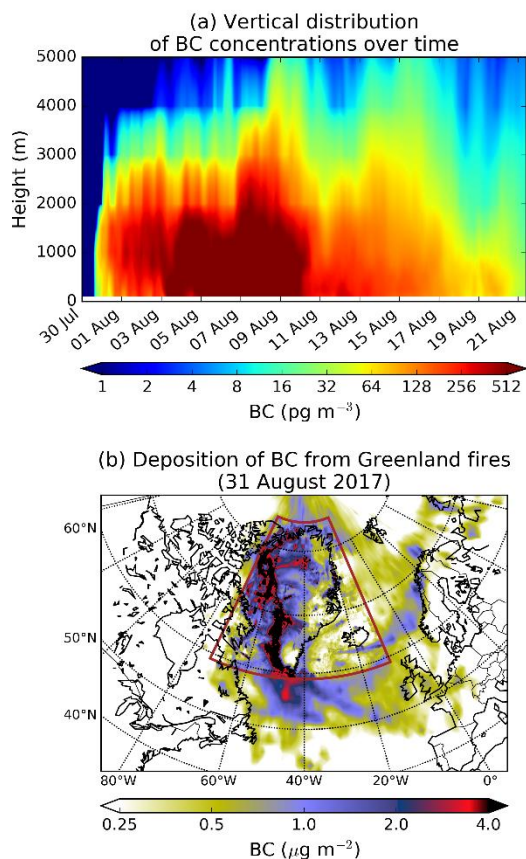 (a) Vertical distribution
of BC concentrations over time
Height (m)
5000
4000
3000
2000
1000
0
30 Jul 01 Aug 03 Aug 05 Aug 07 Aug 09 Aug 11 Aug 13 Aug 15 Aug 17 Aug 19 Aug 21 Aug
1 2 4 8 16 32 64 128 256 512
BC (pg m⁻³)
(b) Deposition of BC from Greenland fires
(31 August 2017)
60°N
50°N
40°N
80°W 60°W 40°W 20°W 0°
0.25 0.5 1.0 2.0 4.0
BC (μg m⁻²)